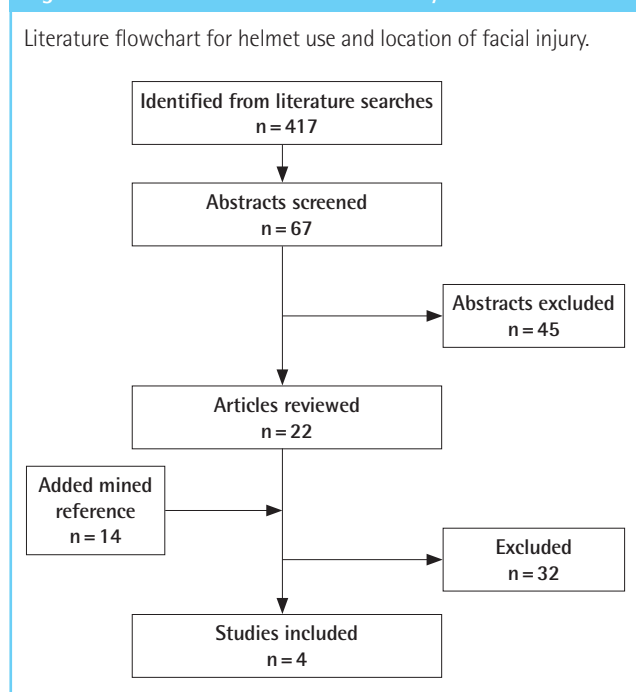 Literature flowchart for helmet use and location of facial injury.
Identified from literature searches
n = 417
Abstracts screened
n = 67
Abstracts excluded
n = 45
Articles reviewed
n = 22
Added mined
reference
n = 14
Excluded
n = 32
Studies included
n = 4